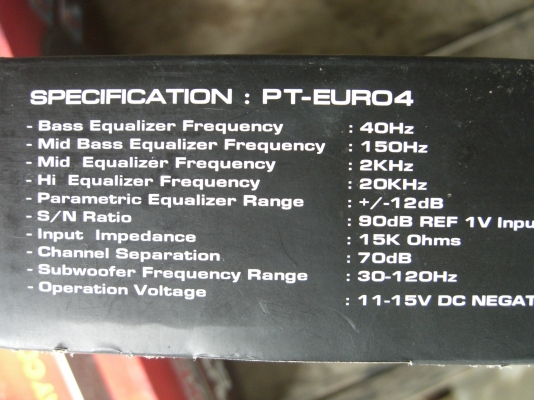 SPECIFICATION : PT-EURO4
- Bass Equalizer Frequency : 40Hz
- Mid Bass Equalizer Frequency : 150Hz
- Mid Equalizer Frequency : 2KHz
- Hi Equalizer Frequency : 20KHz
- Parametric Equalizer Range : +/-12dB
- S/N Ratio : 90dB REF 1V Inpu
- Input Impedance : 15K Ohms
- Channel Separation : 70dB
- Subwoofer Frequency Range : 30-120Hz
- Operation Voltage : 11-15V DC NEGAT